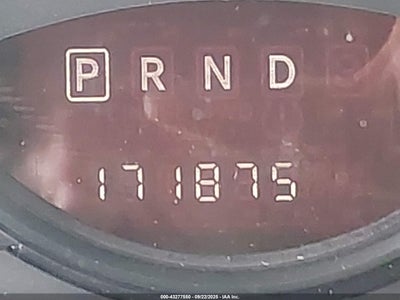 P R N D
171875
000-43277550 - 09/22/2025 - IAA Inc.